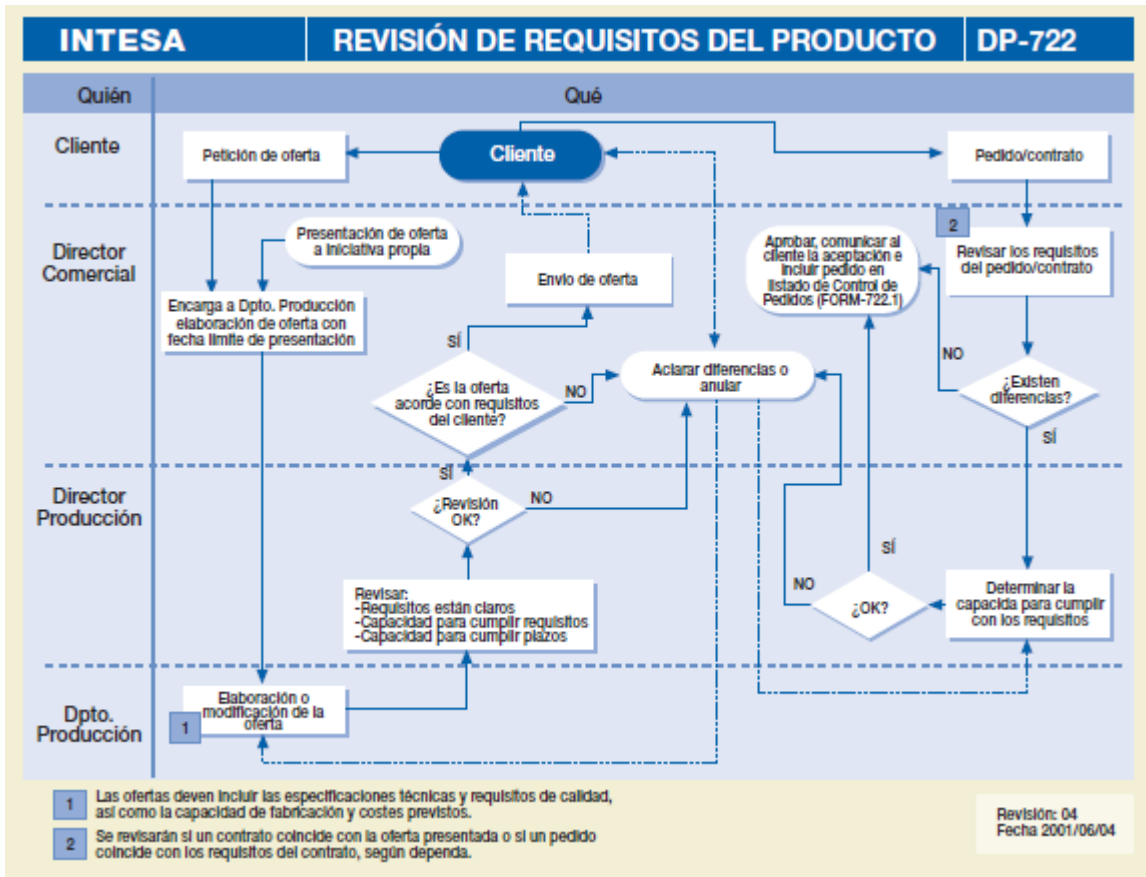 INTESA
REVISIÓN DE REQUISITOS DEL PRODUCTO
DP-722
Quién
Qué
Cliente
Petición de oferta
Cliente
Pedido/contrato
Director
Comercial
Presentación de oferta
a iniciativa propia
Encarga a Dpto. Producción
elaboración de oferta con
fecha límite de presentación
Envío de oferta
SÍ
¿Es la oferta
acorde con requisitos
del cliente?
NO
Aclarar diferencias o
anular
Aprobar, comunicar al
cliente la aceptación e
incluir pedido en
listado de Control de
Pedidos (FORM-722.1)
2
Revisar los requisitos
del pedido/contrato
NO
¿Existen
diferencias?
SÍ
Director
Producción
SÍ
¿Revisión
OK?
NO
Revisar:
-Requisitos están claros
-Capacidad para cumplir requisitos
-Capacidad para cumplir plazos
SÍ
NO
¿OK?
Determinar la
capacida para cumplir
con los requisitos
Dpto.
Producción
Elaboración o
modificación de la
oferta
1
1
Las ofertas deven incluir las especificaciones técnicas y requisitos de calidad,
así como la capacidad de fabricación y costes previstos.
2
Se revisarán si un contrato coincide con la oferta presentada o si un pedido
coincide con los requisitos del contrato, según dependa.
Revisión: 04
Fecha 2001/06/04